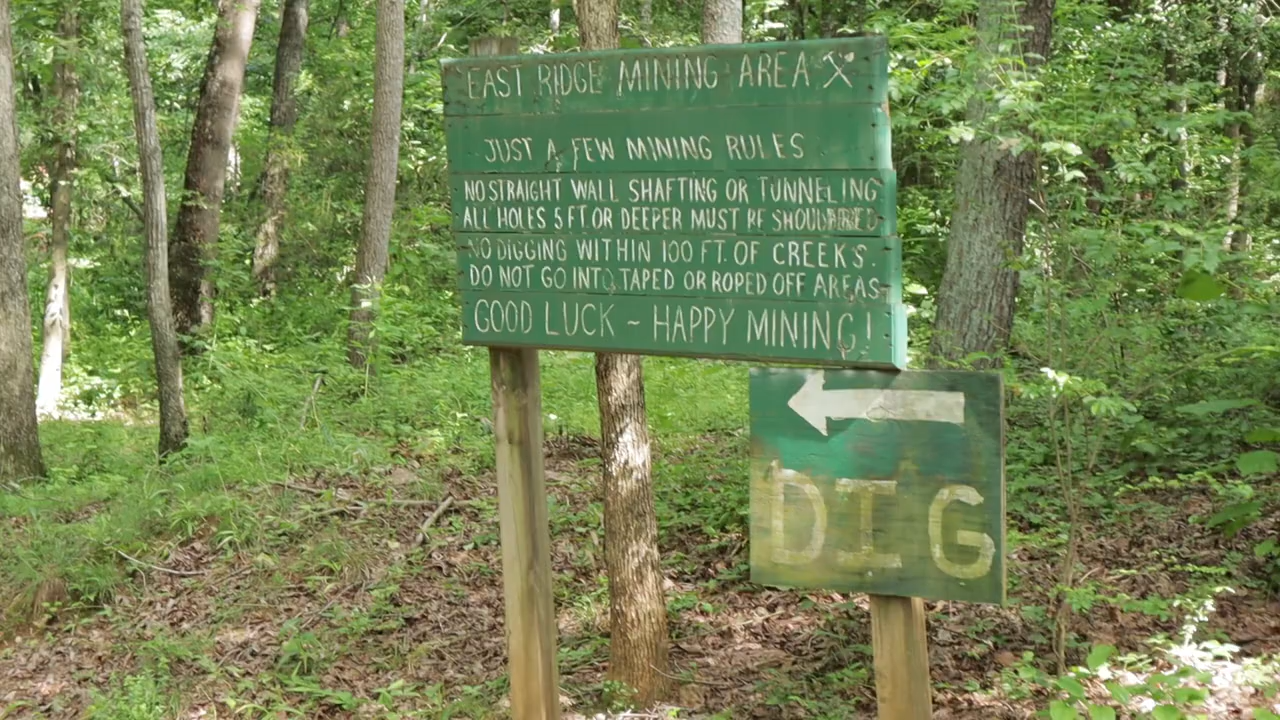 EAST RIDGE MINING AREA
JUST A FEW MINING RULES
NO STRAIGHT WALL SHAFTING OR TUNNELING
ALL HOLES 5 FT OR DEEPER MUST BE SHOULDERED
NO DIGGING WITHIN 100 FT. OF CREEKS.
DO NOT GO INTO TAPED OR ROPED OFF AREAS
GOOD LUCK ~ HAPPY MINING!
DIG